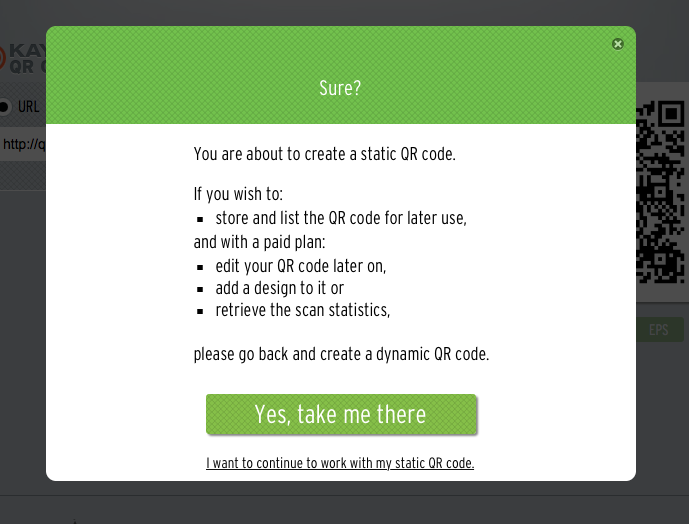 Sure?
KAY
QR C
URL
http://q
You are about to create a static QR code.
If you wish to:
▪ store and list the QR code for later use,
and with a paid plan:
▪ edit your QR code later on,
▪ add a design to it or
▪ retrieve the scan statistics,
please go back and create a dynamic QR code.
EPS
Yes, take me there
I want to continue to work with my static QR code.